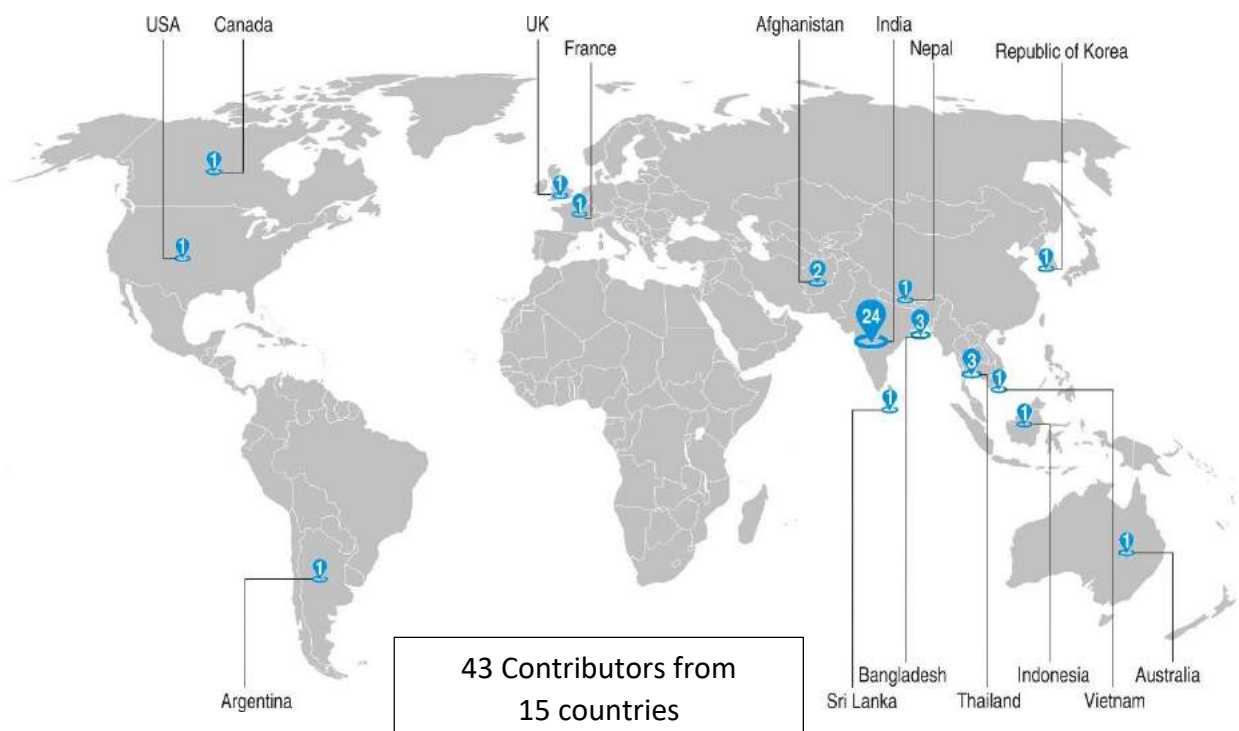 USA
Canada
UK
France
Afghanistan
India
Nepal
Republic of Korea
1
1
1
1
2
1
1
24
3
3
1
1
1
1
1
43 Contributors from
15 countries
Argentina
Sri Lanka
Bangladesh
Thailand
Indonesia
Vietnam
Australia